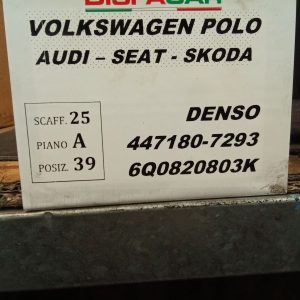 VOLKSWAGEN POLO
AUDI – SEAT - SKODA
SCAFF. 25
PIANO A
POSIZ. 39
DENSO
447180-7293
6Q0820803K